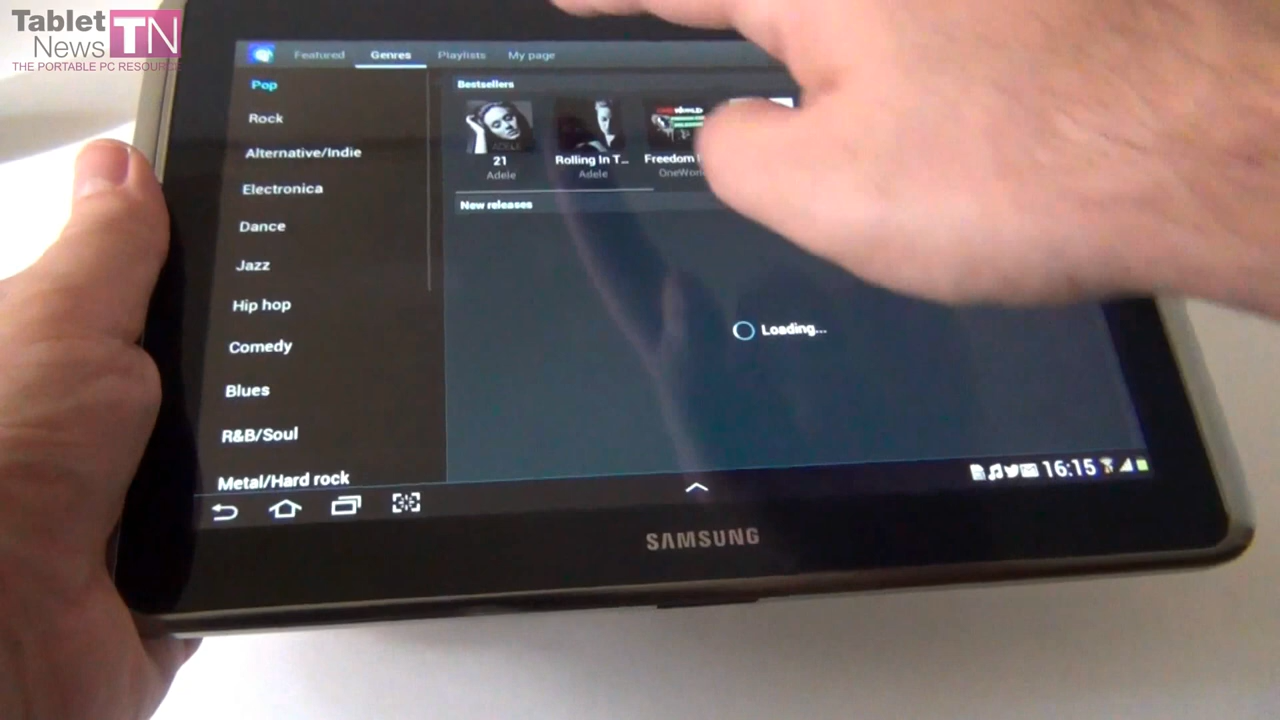 Tablet
News TN
THE PORTABLE PC RESOURCE
Featured Genres Playlists My page
Pop
Rock
Alternative/Indie
Electronica
Dance
Jazz
Hip hop
Comedy
Blues
R&B/Soul
Metal/Hard rock
Bestsellers
ADELE
21
Adele
Rolling In T...
Adele
Freedom
OneWorl
New releases
Loading...
16:15
SAMSUNG